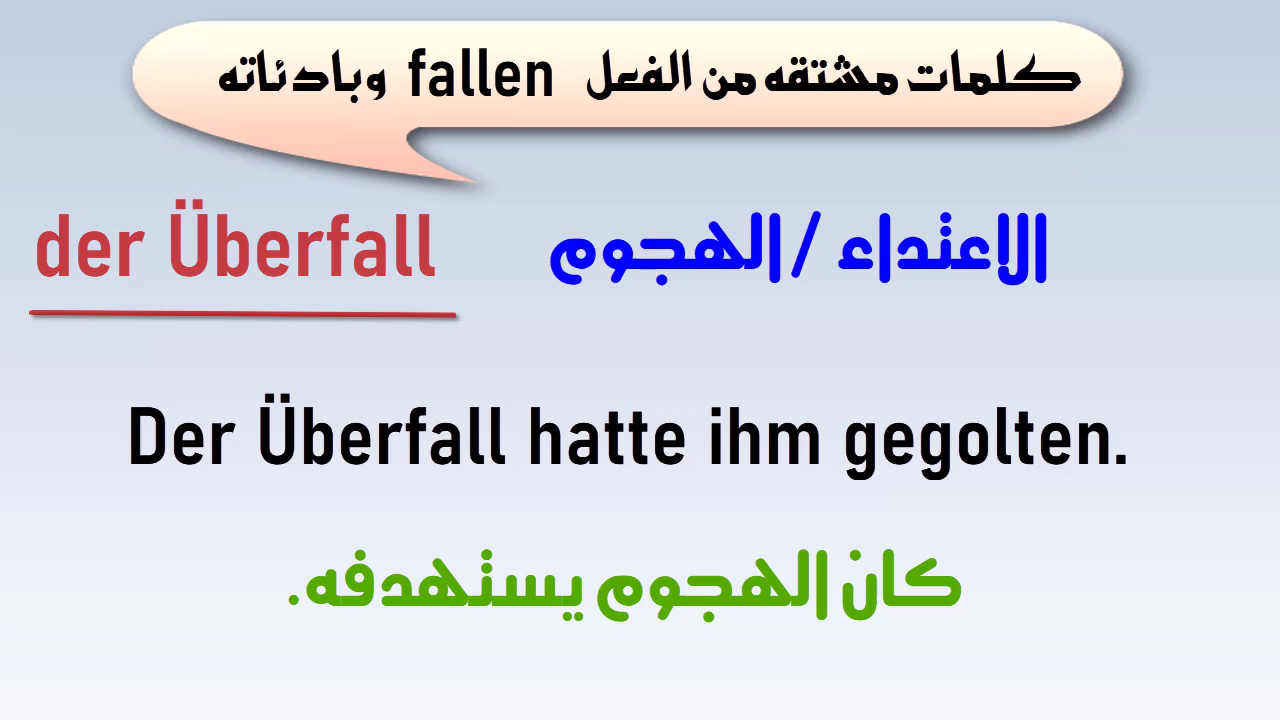 كلمات مشتقه من الفعل fallen وبادئاته
der Überfall الاعتداء / الهجوم
Der Überfall hatte ihm gegolten.
كان الهجوم يستهدفه.